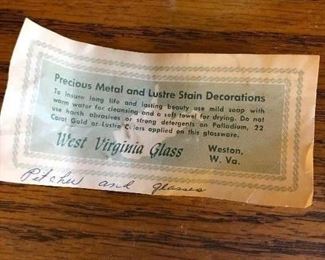 Precious Metal and Lustre Stain Decorations
To insure long life and lasting beauty use mild soap with
warm water for cleansing and a soft towel for drying. Do not
use harsh abrasives or strong detergents on Palladium, 22
Carat Gold or Lustre Colors applied on this glassware.
West Virginia Glass Weston,
W. Va.
Pitcher and glasses